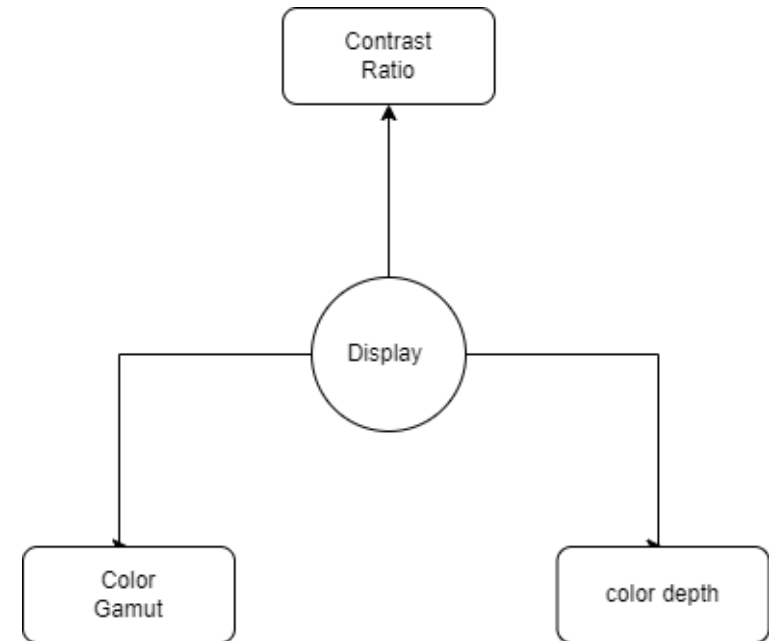 Contrast
Ratio
Display
Color
Gamut
color depth